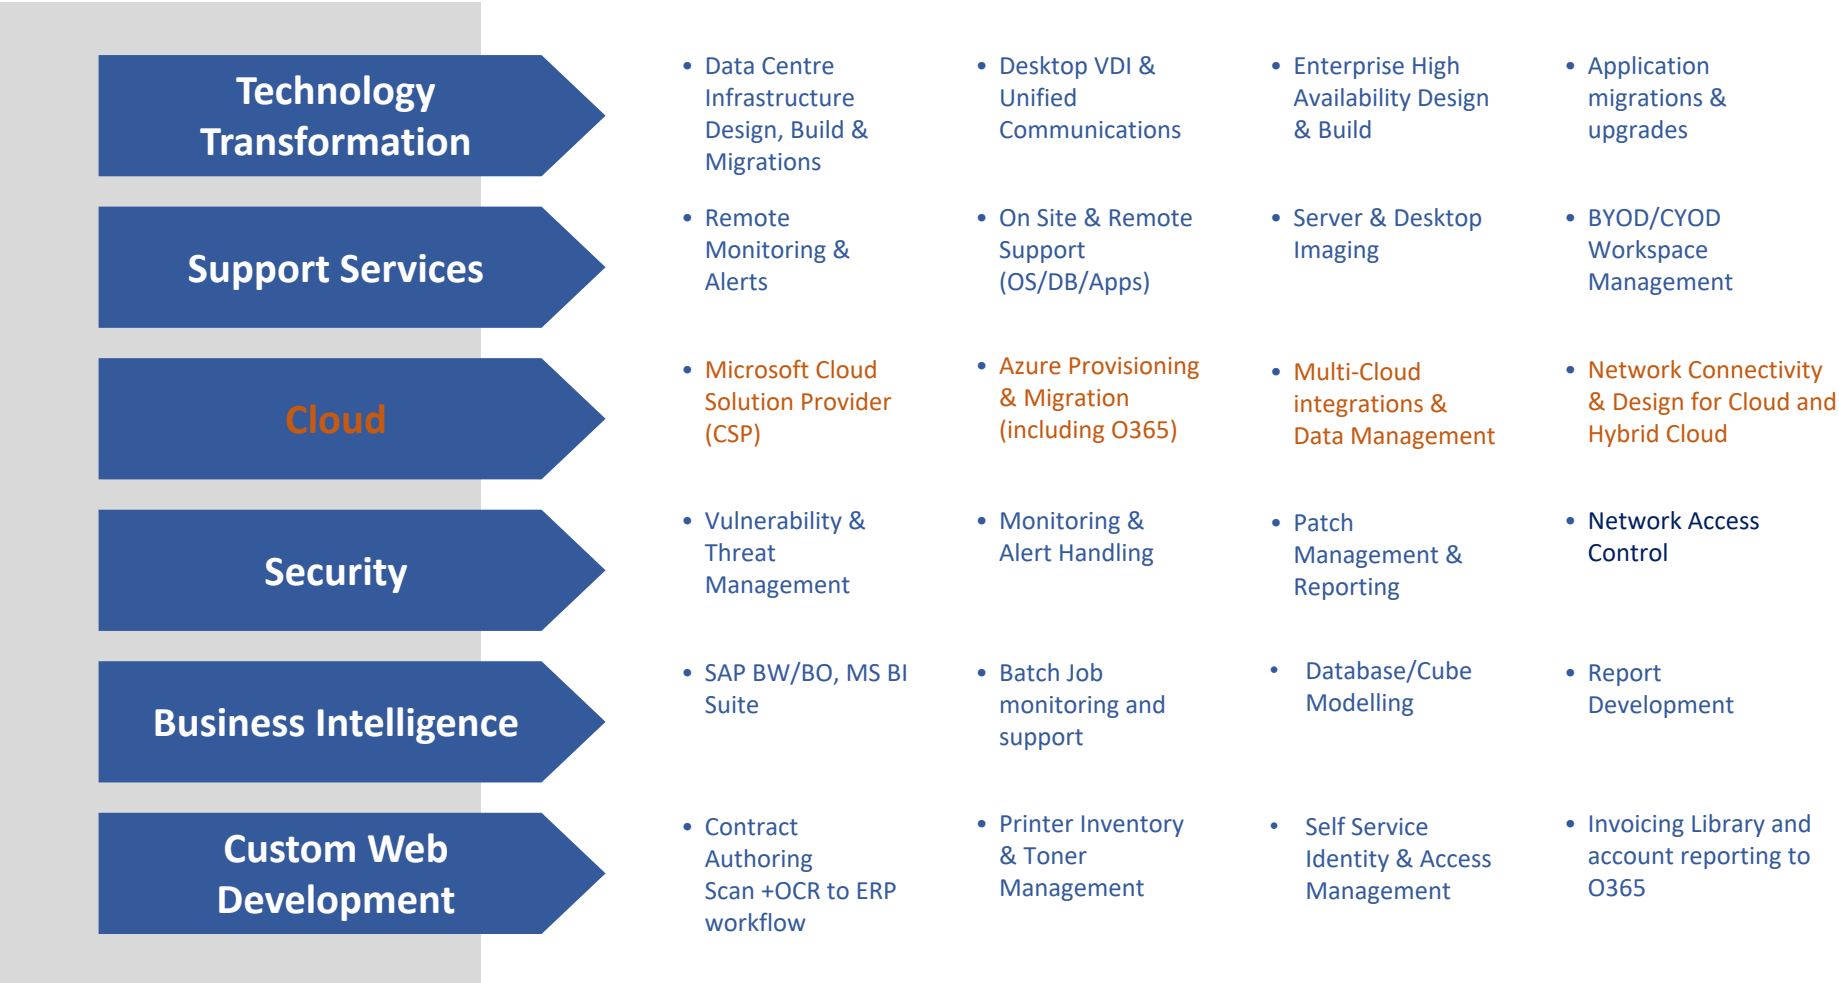 Technology
Transformation
• Data Centre
Infrastructure
Design, Build &
Migrations
• Desktop VDI &
Unified
Communications
• Enterprise High
Availability Design
& Build
• Application
migrations &
upgrades
Support Services
• Remote
Monitoring &
Alerts
• On Site & Remote
Support
(OS/DB/Apps)
• Server & Desktop
Imaging
• BYOD/CYOD
Workspace
Management
Cloud
• Microsoft Cloud
Solution Provider
(CSP)
• Azure Provisioning
& Migration
(including O365)
• Multi-Cloud
integrations &
Data Management
• Network Connectivity
& Design for Cloud and
Hybrid Cloud
Security
• Vulnerability &
Threat
Management
• Monitoring &
Alert Handling
• Patch
Management &
Reporting
• Network Access
Control
Business Intelligence
• SAP BW/BO, MS BI
Suite
• Batch Job
monitoring and
support
• Database/Cube
Modelling
• Report
Development
Custom Web
Development
• Contract
Authoring
Scan +OCR to ERP
workflow
• Printer Inventory
& Toner
Management
• Self Service
Identity & Access
Management
• Invoicing Library and
account reporting to
O365